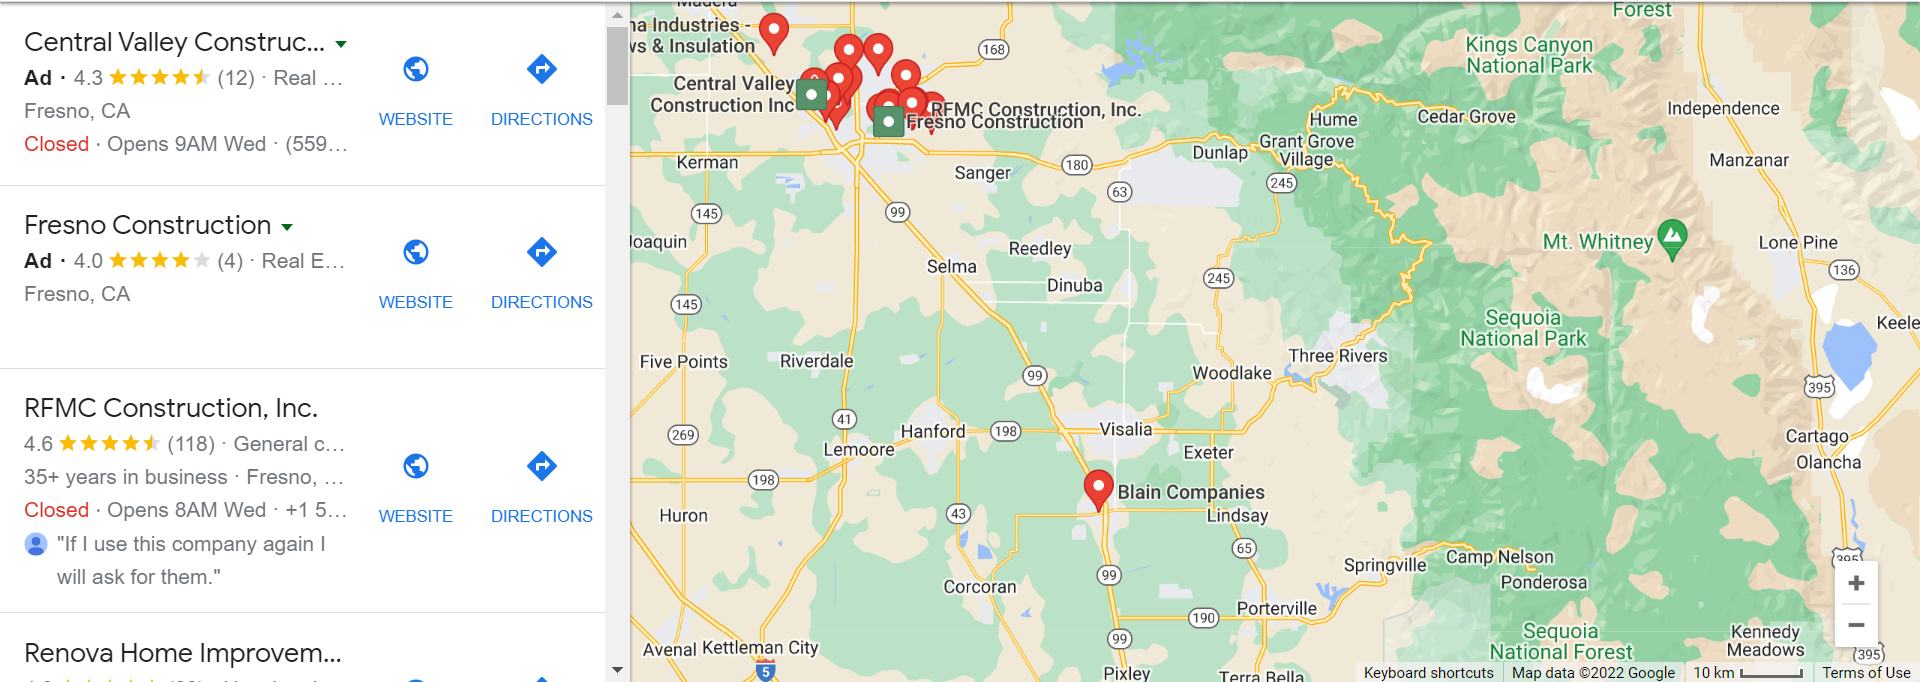 Central Valley Construc...
Ad · 4.3 (12) · Real ...
Fresno, CA
Closed · Opens 9AM Wed · (559...
WEBSITE
DIRECTIONS
Fresno Construction
Ad · 4.0 (4) · Real E...
Fresno, CA
WEBSITE
DIRECTIONS
RFMC Construction, Inc.
4.6 (118) · General c...
35+ years in business · Fresno, ...
Closed · Opens 8AM Wed · +1 5...
"If I use this company again I
will ask for them."
WEBSITE
DIRECTIONS
Renova Home Improvem...
Madera
na Industries -
ws & Insulation
168
Forest
Kings Canyon
National Park
Central Valley
Construction Inc
RFMC Construction, Inc.
Fresno Construction
Independence
Hume
Cedar Grove
Grant Grove
Village
Dunlap
Manzanar
Kerman
Sanger
180
63
245
145
99
Joaquin
Reedley
Selma
Dinuba
245
Mt. Whitney
Lone Pine
136
145
Sequoia
National Park
Keele
Five Points
Riverdale
99
Three Rivers
Woodlake
395
269
41
Hanford
198
Visalia
Lemoore
Exeter
Cartago
Olancha
198
Blain Companies
Huron
43
Lindsay
65
Springville
Camp Nelson
Ponderosa
395
Corcoran
99
190
Porterville
99
Avenal
Kettleman City
5
Pixley
Terra Bella
Sequoia
National Forest
Kennedy
Meadows
395
+
−
Keyboard shortcuts
Map data ©2022 Google
10 km
Terms of Use